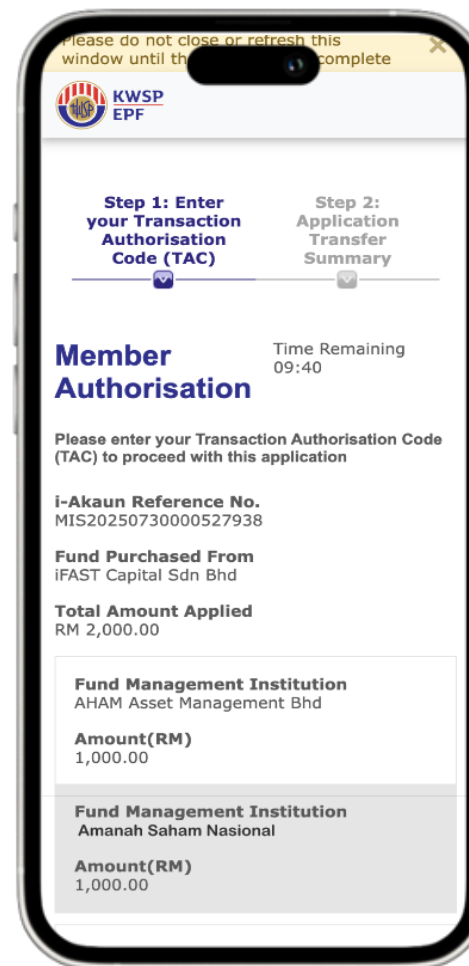 Please do not close or refresh this
window until th complete
KWSP
EPF
Step 1: Enter
your Transaction
Authorisation
Code (TAC)
Step 2:
Application
Transfer
Summary
Member
Authorisation
Time Remaining
09:40
Please enter your Transaction Authorisation Code
(TAC) to proceed with this application
i-Akaun Reference No.
MIS20250730000527938
Fund Purchased From
iFAST Capital Sdn Bhd
Total Amount Applied
RM 2,000.00
Fund Management Institution
AHAM Asset Management Bhd
Amount(RM)
1,000.00
Fund Management Institution
Amanah Saham Nasional
Amount(RM)
1,000.00